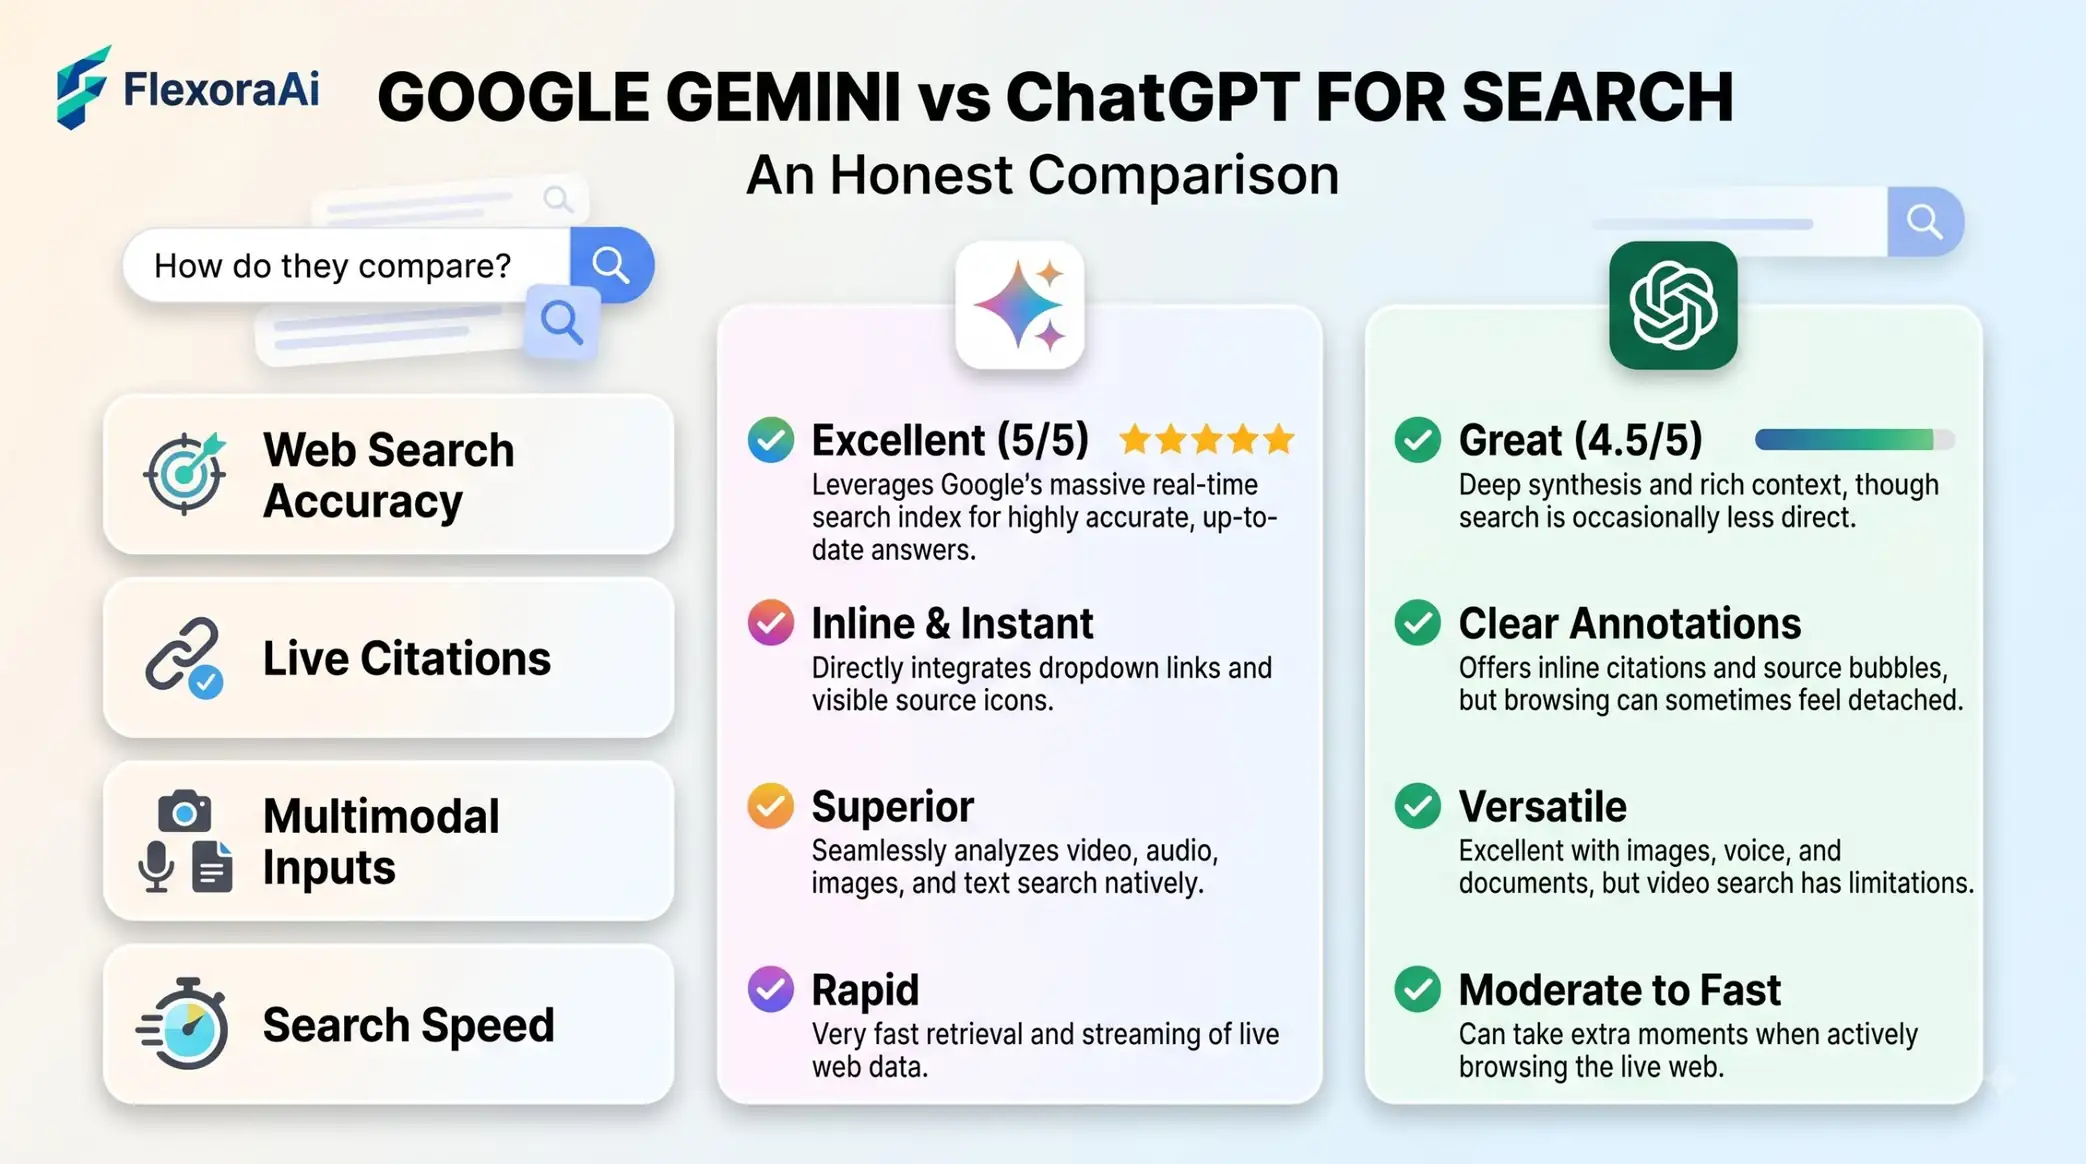 FlexoraAi
GOOGLE GEMINI vs ChatGPT FOR SEARCH
An Honest Comparison
How do they compare?
Web Search
Accuracy
Excellent (5/5)
Leverages Google's massive real-time
search index for highly accurate, up-to-
date answers.
Great (4.5/5)
Deep synthesis and rich context, though
search is occasionally less direct.
Live Citations
Inline & Instant
Directly integrates dropdown links and
visible source icons.
Clear Annotations
Offers inline citations and source bubbles,
but browsing can sometimes feel detached.
Multimodal
Inputs
Superior
Seamlessly analyzes video, audio,
images, and text search natively.
Versatile
Excellent with images, voice, and
documents, but video search has limitations.
Search Speed
Rapid
Very fast retrieval and streaming of live
web data.
Moderate to Fast
Can take extra moments when actively
browsing the live web.